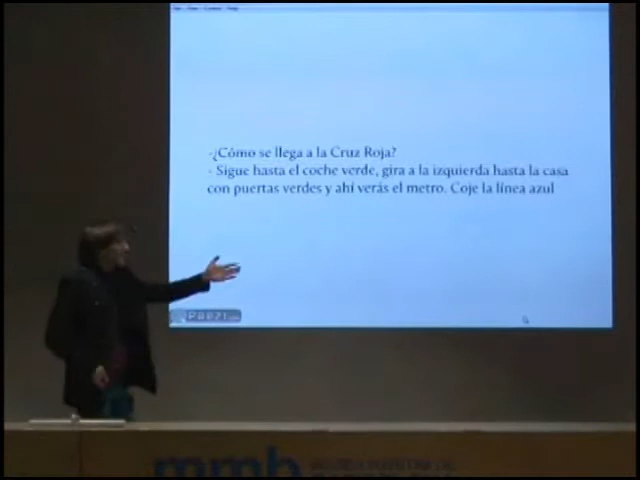 -¿Cómo se llega a la Cruz Roja?
- Sigue hasta el coche verde, gira a la izquierda hasta la casa
con puertas verdes y ahí verás el metro. Coje la línea azul
mmb